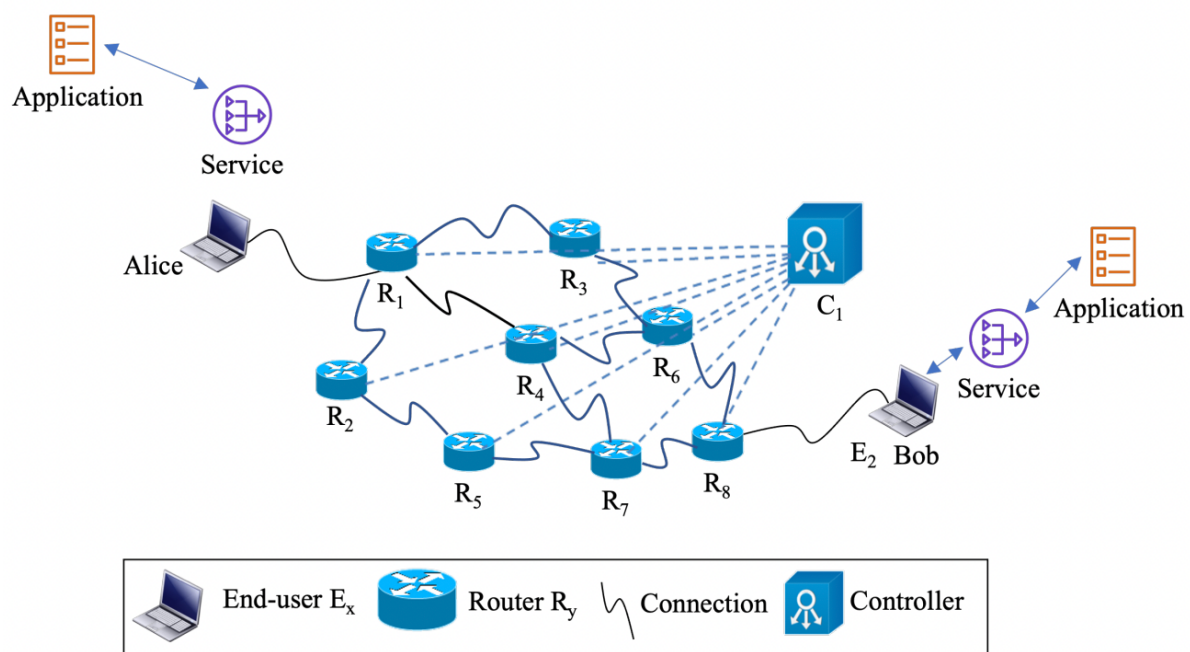 Application
Service
Alice
R1
R3
C1
Application
R4
R6
Service
R2
E2 Bob
R5
R7
R8
End-user Ex
Router Ry
Connection
Controller